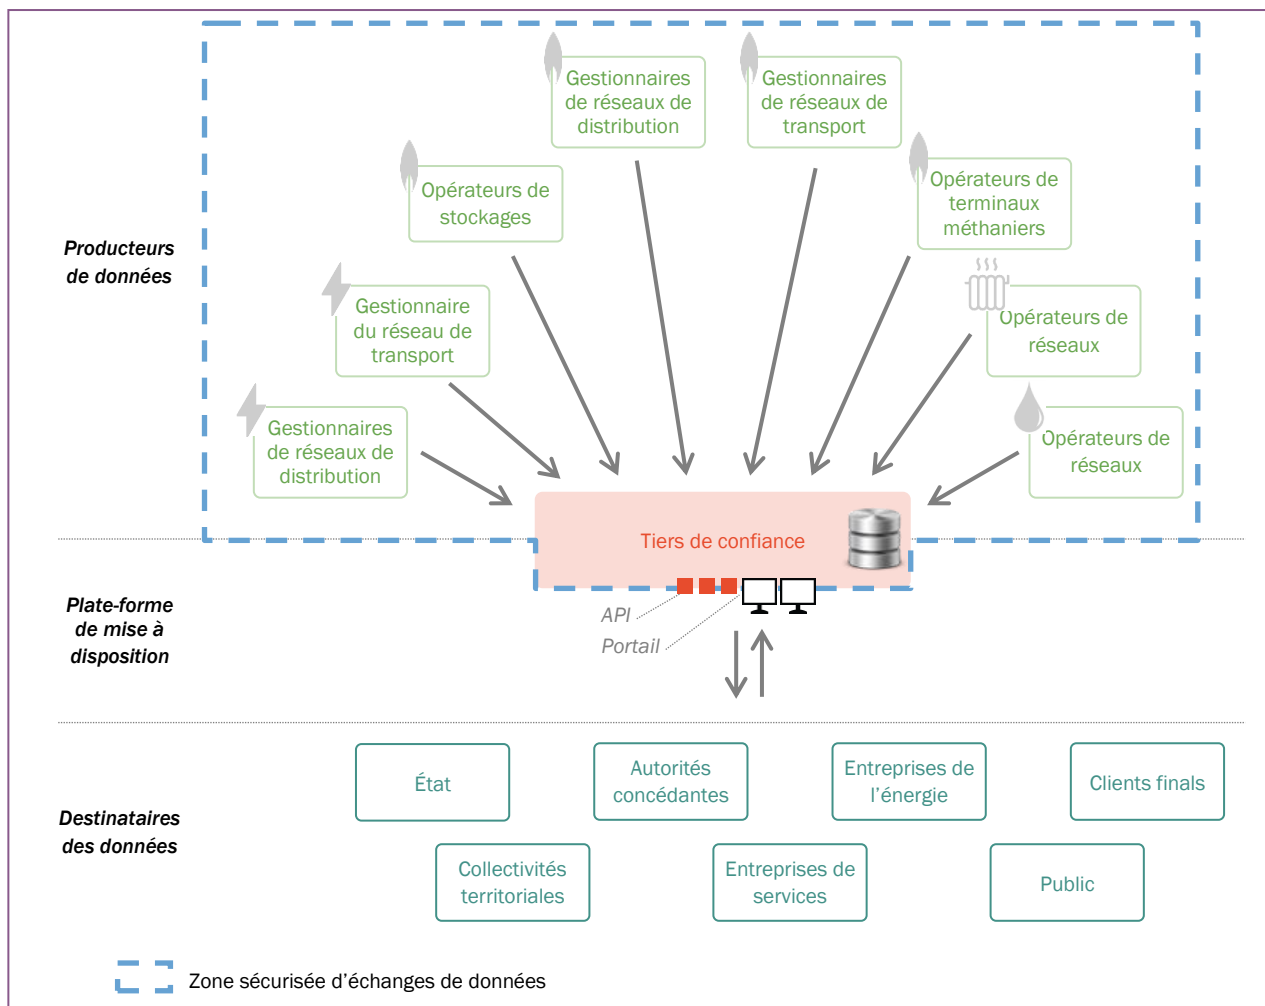 Gestionnaires
de réseaux de
distribution
Gestionnaires
de réseaux de
transport
Opérateurs de
stockages
Opérateurs de
terminaux
méthaniers
Producteurs
de données
Gestionnaire
du réseau de
transport
Opérateurs de
réseaux
Gestionnaires
de réseaux de
distribution
Opérateurs de
réseaux
Tiers de confiance
Plate-forme
de mise à
disposition
API
Portail
Destinataires
des données
État
Autorités
concédantes
Entreprises de
l’énergie
Clients finals
Collectivités
territoriales
Entreprises de
services
Public
Zone sécurisée d’échanges de données